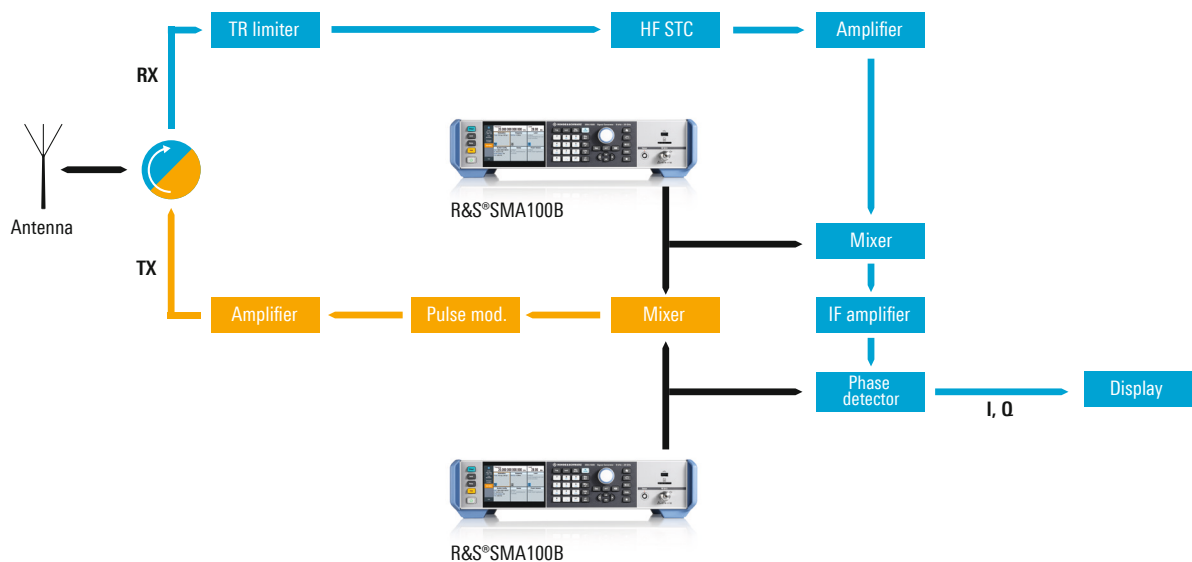 TR limiter
HF STC
Amplifier
RX
R&S®SMA100B
Antenna
Mixer
TX
Amplifier
Pulse mod.
Mixer
IF amplifier
Phase
detector
I, Q
Display
R&S®SMA100B